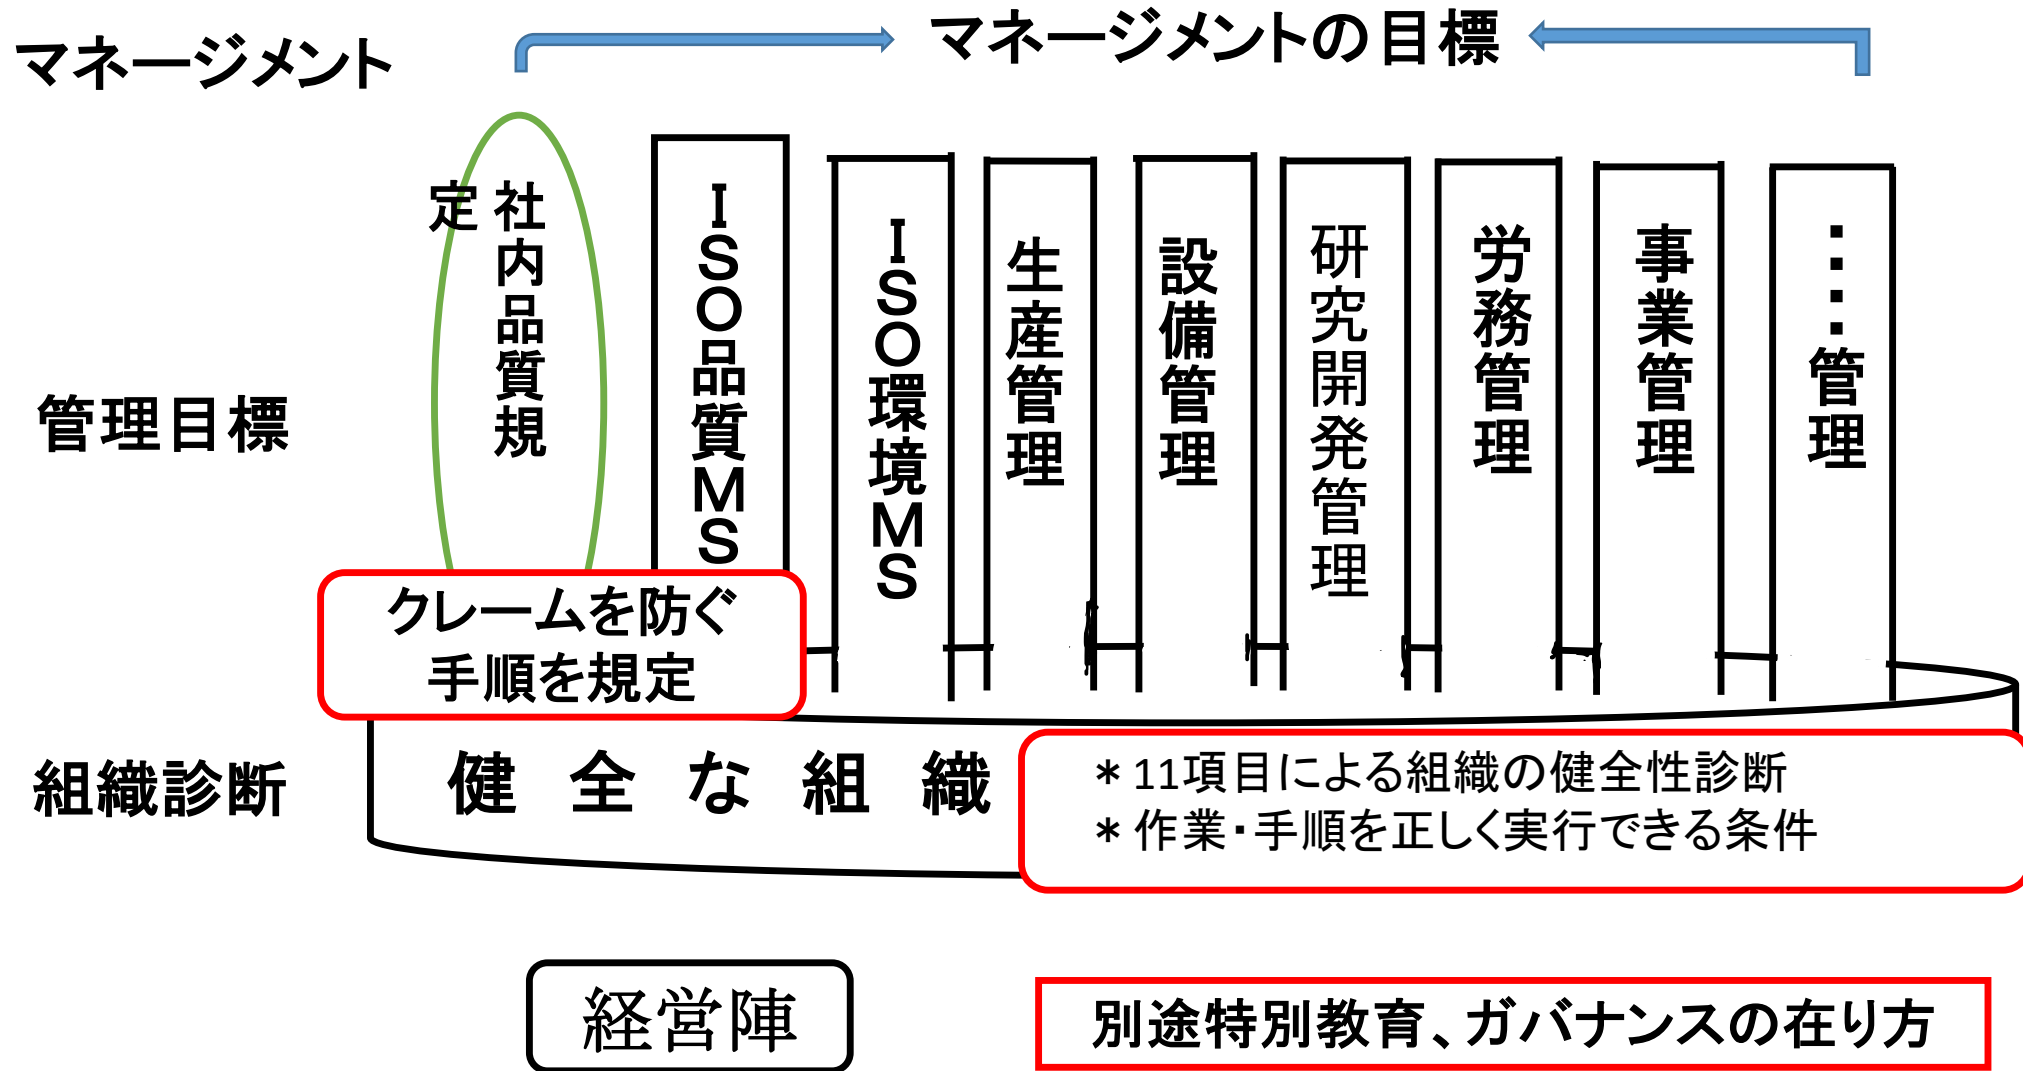 マネージメント
マネージメントの目標
管理目標
社内品質規
定
ISO品質MS
ISO環境MS
生産管理
設備管理
研究開発管理
労務管理
事業管理
････管理
クレームを防ぐ
手順を規定
組織診断
健全な組織
＊11項目による組織の健全性診断
＊作業・手順を正しく実行できる条件
経営陣
別途特別教育、ガバナンスの在り方